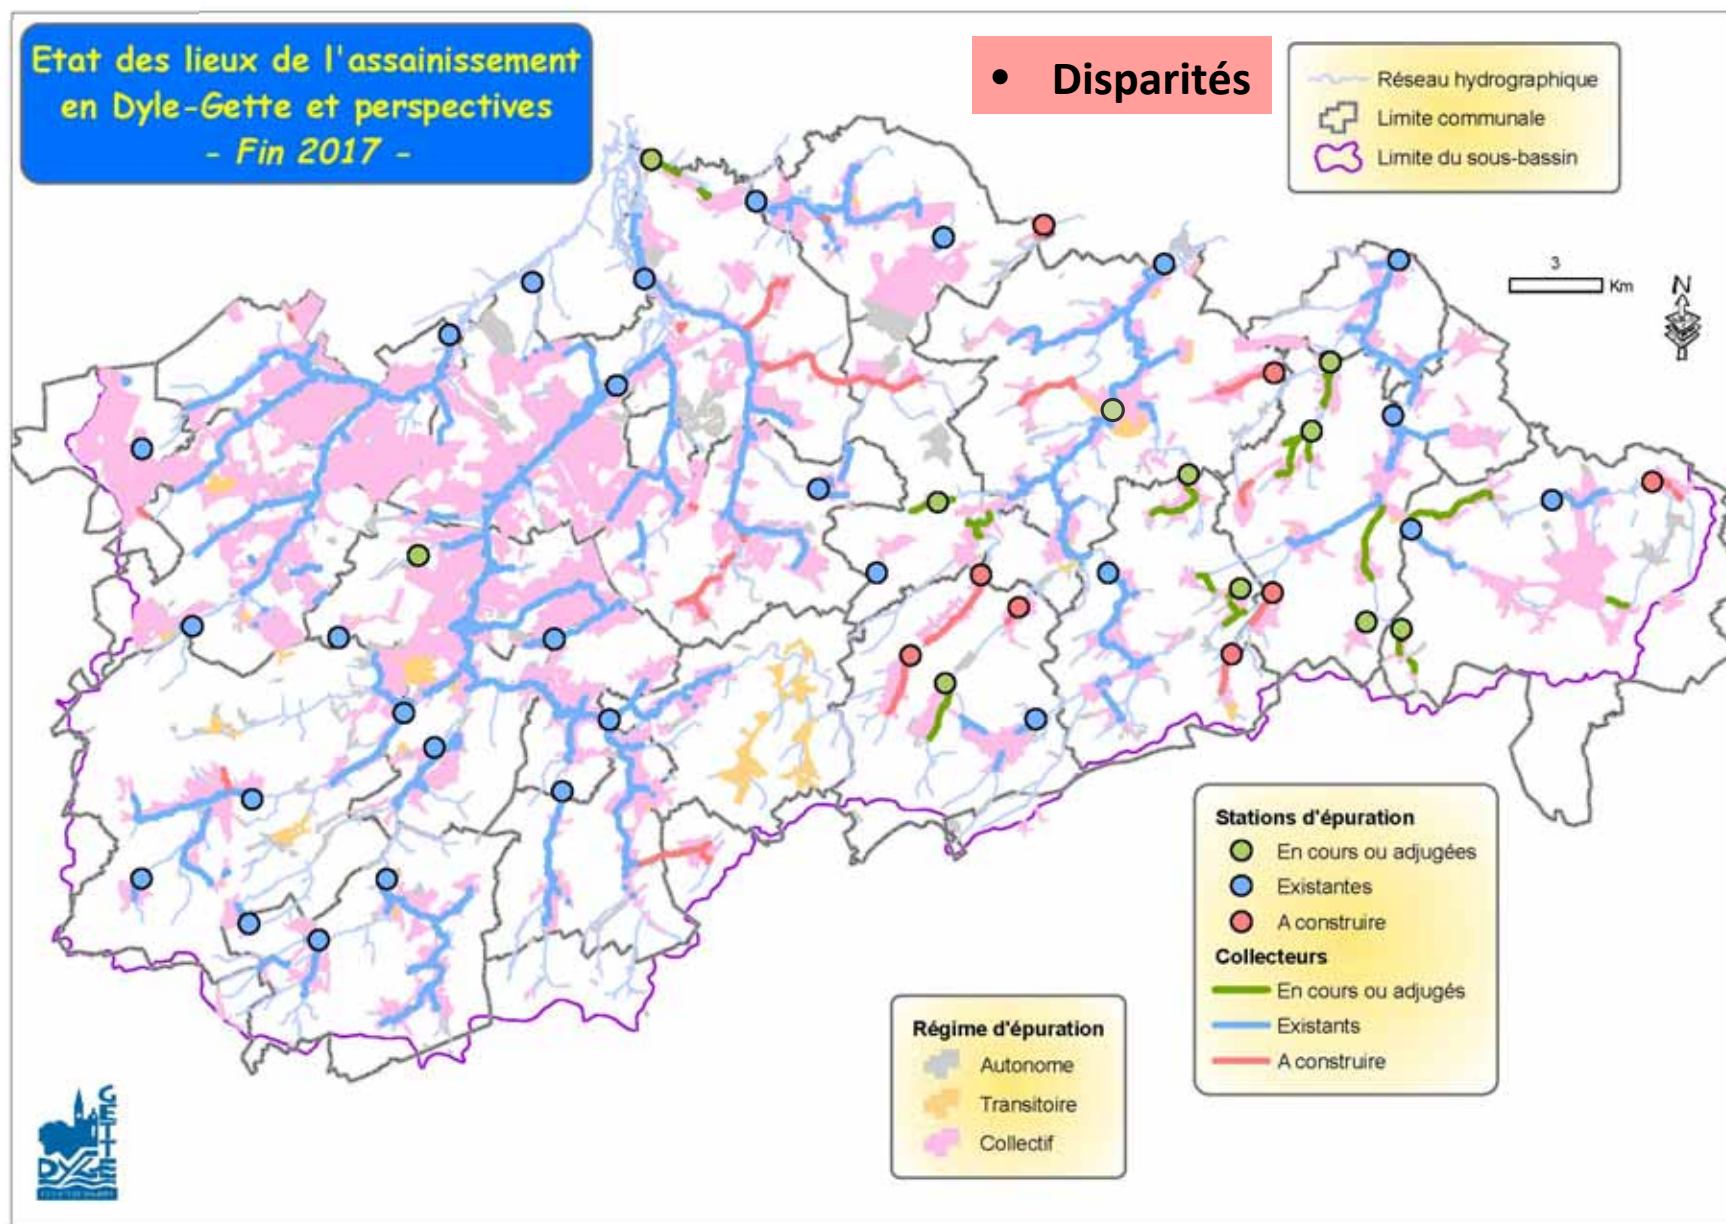 Etat des lieux de l'assainissement
en Dyle-Gette et perspectives
- Fin 2017 -
• Disparités
Réseau hydrographique
Limite communale
Limite du sous-bassin
3
Km
N
Stations d'épuration
En cours ou adjugées
Existantes
A construire
Collecteurs
En cours ou adjugés
Existants
A construire
Régime d'épuration
Autonome
Transitoire
Collectif
DYLE
GETTE